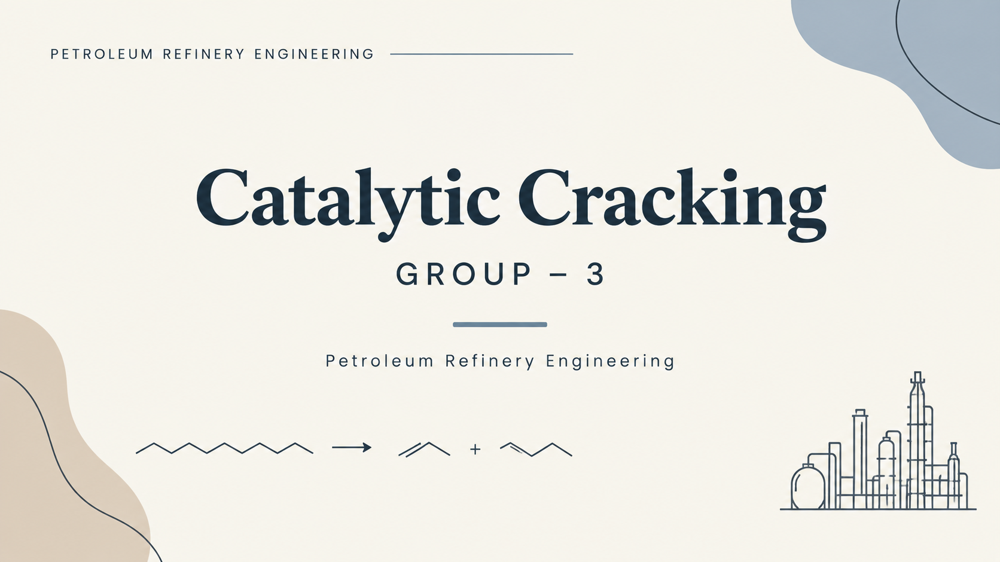 PETROLEUM REFINERY ENGINEERING
Catalytic Cracking
GROUP – 3
Petroleum Refinery Engineering
+